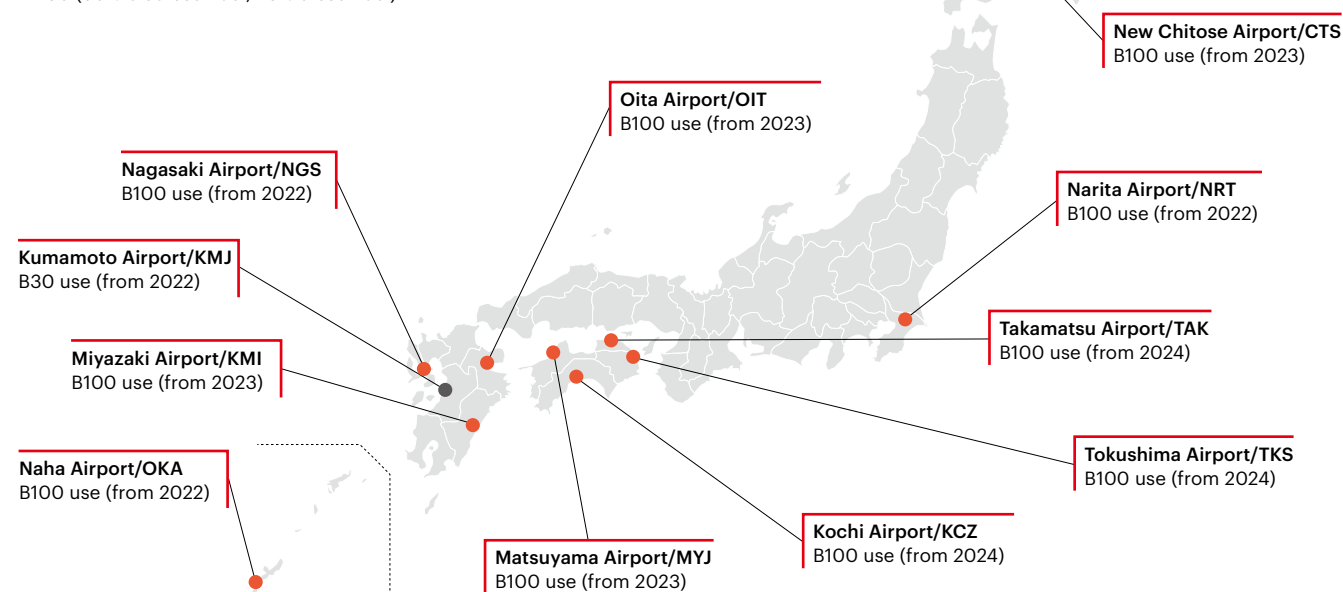 New Chitose Airport/CTS
B100 use (from 2023)
Oita Airport/OIT
B100 use (from 2023)
Nagasaki Airport/NGS
B100 use (from 2022)
Narita Airport/NRT
B100 use (from 2022)
Kumamoto Airport/KMJ
B30 use (from 2022)
Takamatsu Airport/TAK
B100 use (from 2024)
Miyazaki Airport/KMI
B100 use (from 2023)
Tokushima Airport/TKS
B100 use (from 2024)
Naha Airport/OKA
B100 use (from 2022)
Kochi Airport/KCZ
B100 use (from 2024)
Matsuyama Airport/MYJ
B100 use (from 2023)